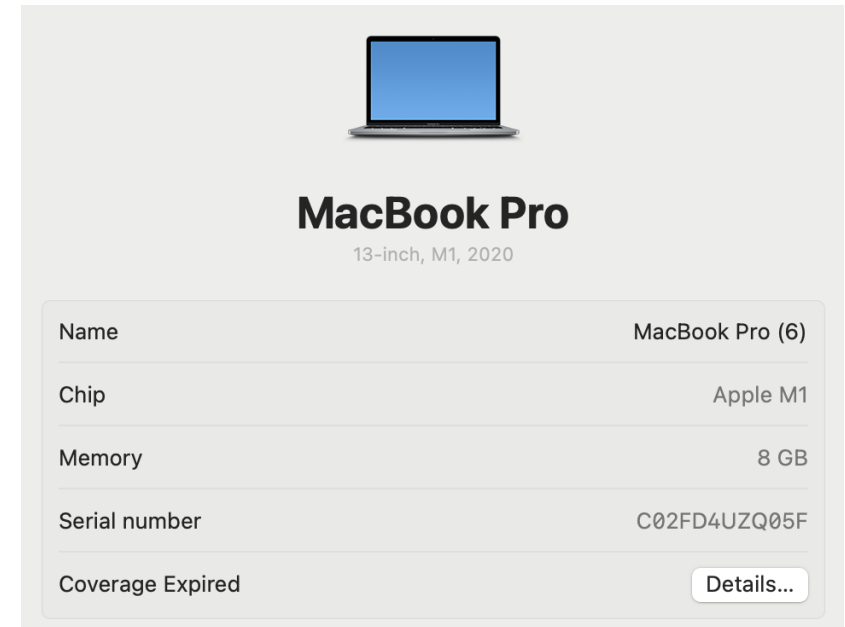 MacBook Pro
13-inch, M1, 2020
Name MacBook Pro (6)
Chip Apple M1
Memory 8 GB
Serial number C02FD4UZQ05F
Coverage Expired Details...